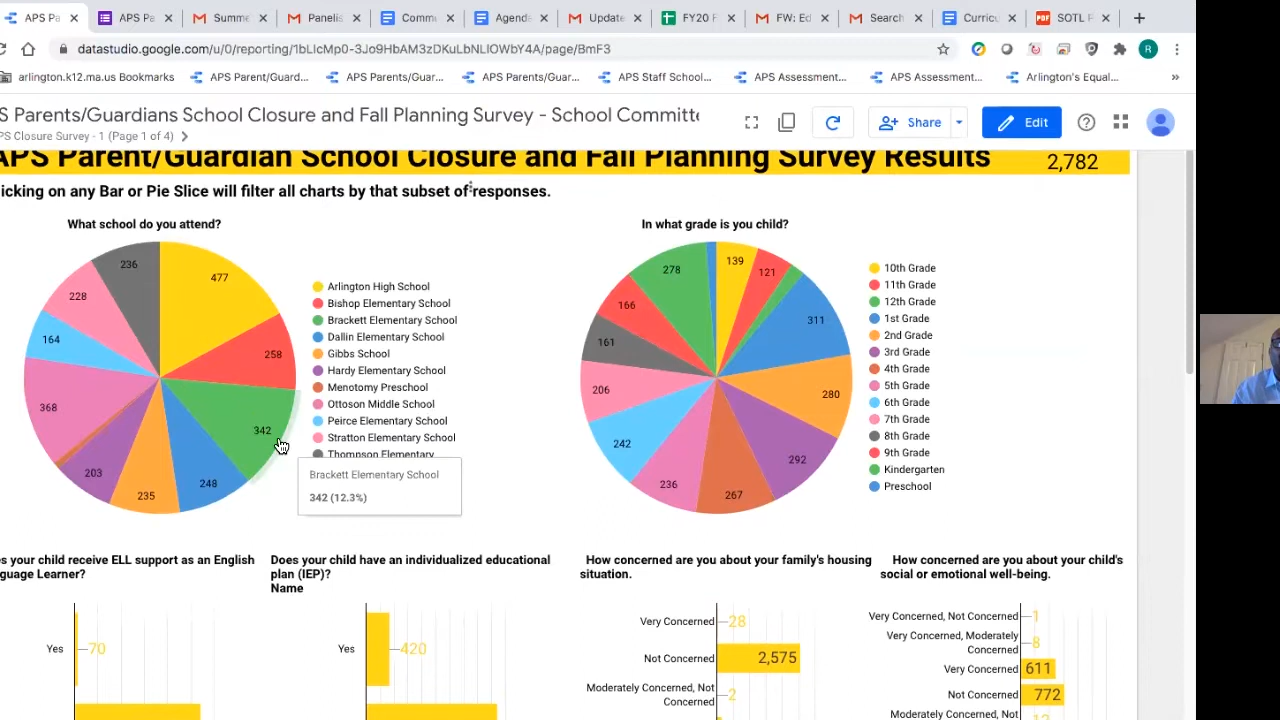 APS Pa
APS Pa
Summe
Panelis
Commu
Agenda
Update
FY20 F
FW: Ed
Search
Curricu
SOTL P
datastudio.google.com/u/0/reporting/1bLIcMp0-3Jo9HbAM3zDKuLbNLIOWbY4A/page/BmF3
R
arlington.k12.ma.us Bookmarks
APS Parent/Guard...
APS Parents/Guar...
APS Parents/Guar...
APS Staff School...
APS Assessment...
APS Assessment...
Arlington's Equal...
S Parents/Guardians School Closure and Fall Planning Survey - School Committe
PS Closure Survey - 1 (Page 1 of 4)
Share
Edit
APS Parent/Guardian School Closure and Fall Planning Survey Results
2,782
licking on any Bar or Pie Slice will filter all charts by that subset of responses.
What school do you attend?
236
477
228
164
258
368
342
203
235
248
Arlington High School
Bishop Elementary School
Brackett Elementary School
Dallin Elementary School
Gibbs School
Hardy Elementary School
Menotomy Preschool
Ottoson Middle School
Peirce Elementary School
Stratton Elementary School
Thompson Elementary
Brackett Elementary School
342 (12.3%)
In what grade is you child?
278
139
121
166
311
161
206
280
242
292
236
267
10th Grade
11th Grade
12th Grade
1st Grade
2nd Grade
3rd Grade
4th Grade
5th Grade
6th Grade
7th Grade
8th Grade
9th Grade
Kindergarten
Preschool
es your child receive ELL support as an English
guage Learner?
Yes
70
Does your child have an individualized educational
plan (IEP)?
Name
Yes
420
How concerned are you about your family's housing
situation.
Very Concerned
28
Not Concerned
2,575
Moderately Concerned, Not
Concerned
2
How concerned are you about your child's
social or emotional well-being.
Very Concerned, Not Concerned
1
Very Concerned, Moderately
Concerned
8
Very Concerned
611
Not Concerned
772
Moderately Concerned, Not